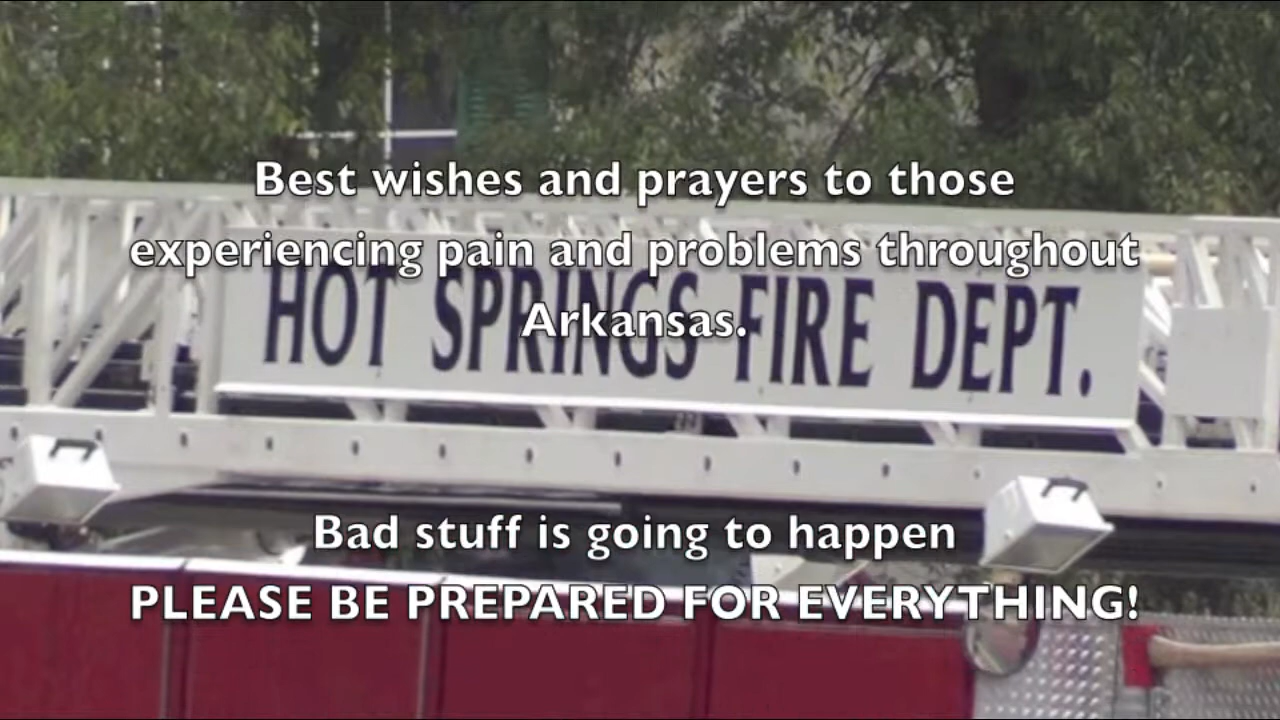 Best wishes and prayers to those
experiencing pain and problems throughout
Arkansas.
HOT SPRINGS FIRE DEPT.
Bad stuff is going to happen
PLEASE BE PREPARED FOR EVERYTHING!